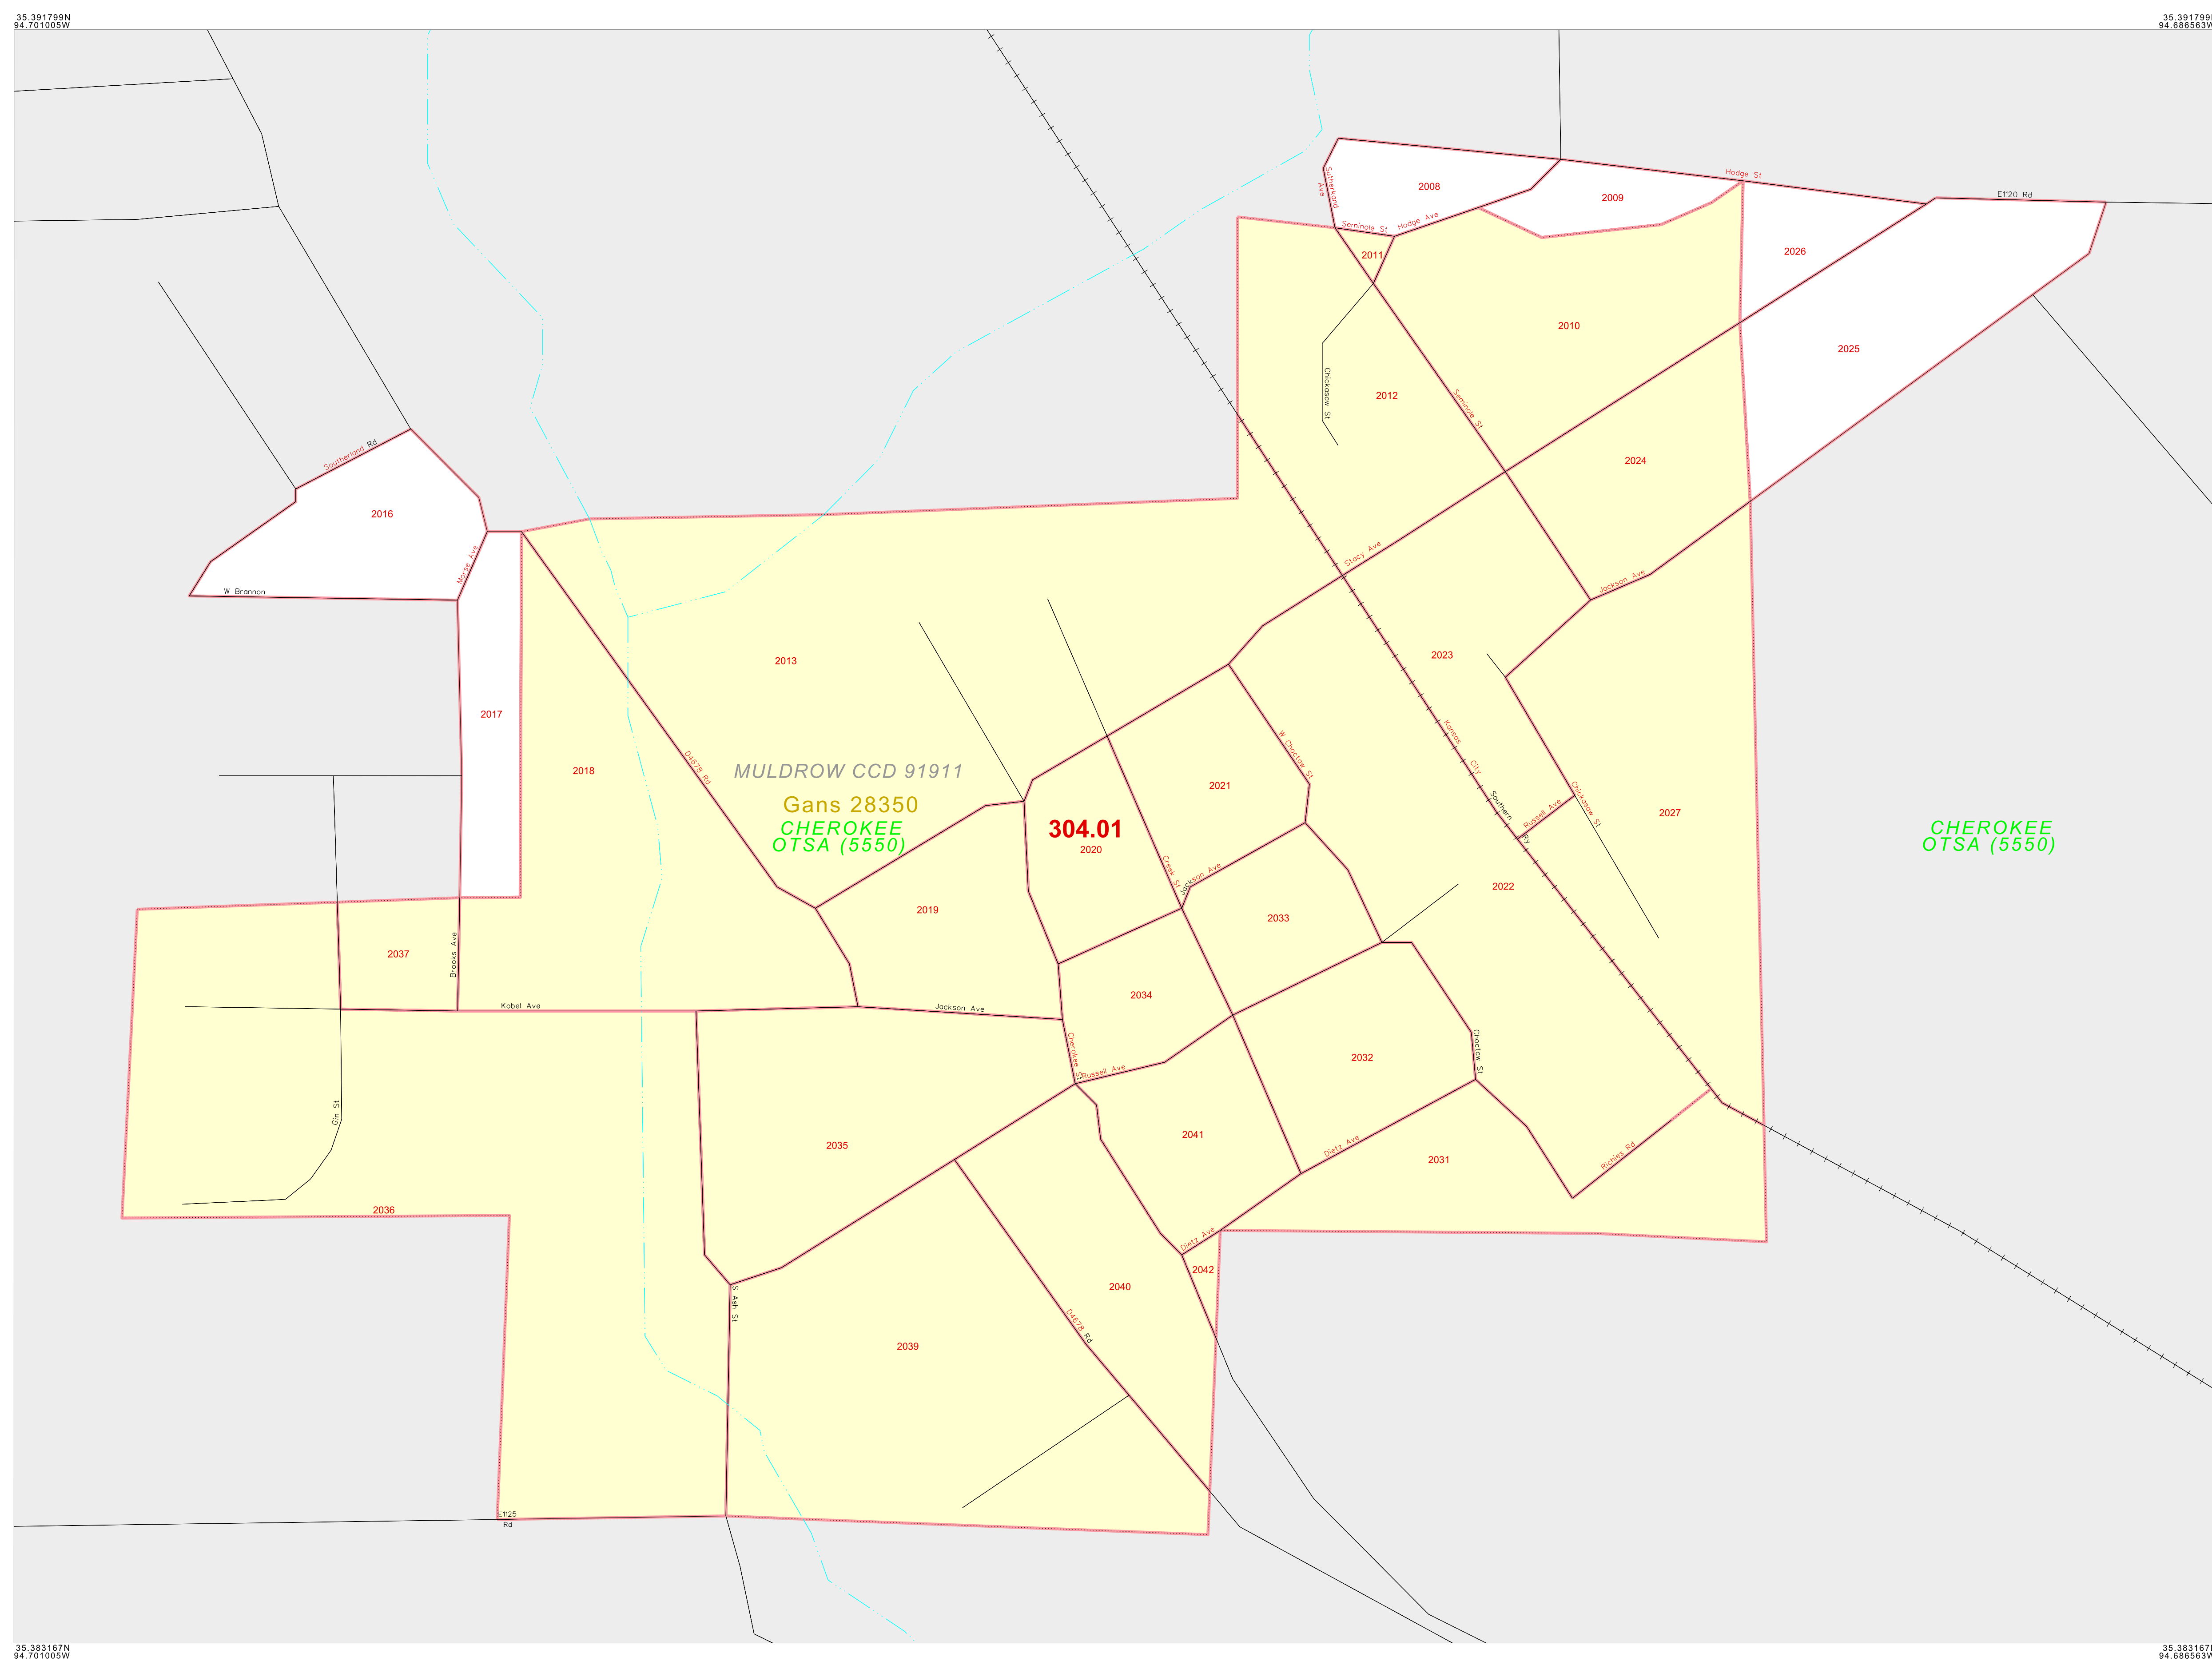 35.391799N
94.701005W
35.391799N
94.686563W
Hodge St
E1120 Rd
Sutherland
Ave
2008
2009
Seminole St
Hodge Ave
2011
2026
2010
2025
Chickasaw St
2012
Seminole St
2024
Southerland Rd
2016
Morse Ave
W Brannon
Stacy Ave
Jackson Ave
2013
2023
2017
2018
D4678 Rd
MULDROW CCD 91911
Gans 28350
CHEROKEE
OTSA (5550)
W Choctaw St
Kansas
City
Southern
Rly
2021
304.01
2020
Creek St
Jackson Ave
Russell Ave
Chickasaw St
2027
CHEROKEE
OTSA (5550)
2022
2019
2033
2037
Brooks Ave
2034
Kobel Ave
Jackson Ave
Cherokee St
Russell Ave
2032
Choctaw St
Gin St
2035
2041
Dietz Ave
2031
Richies Rd
2036
Dietz Ave
2042
2040
S Ash St
D4678 Rd
2039
E1125
Rd
35.383167N
94.701005W
35.383167N
94.686563W